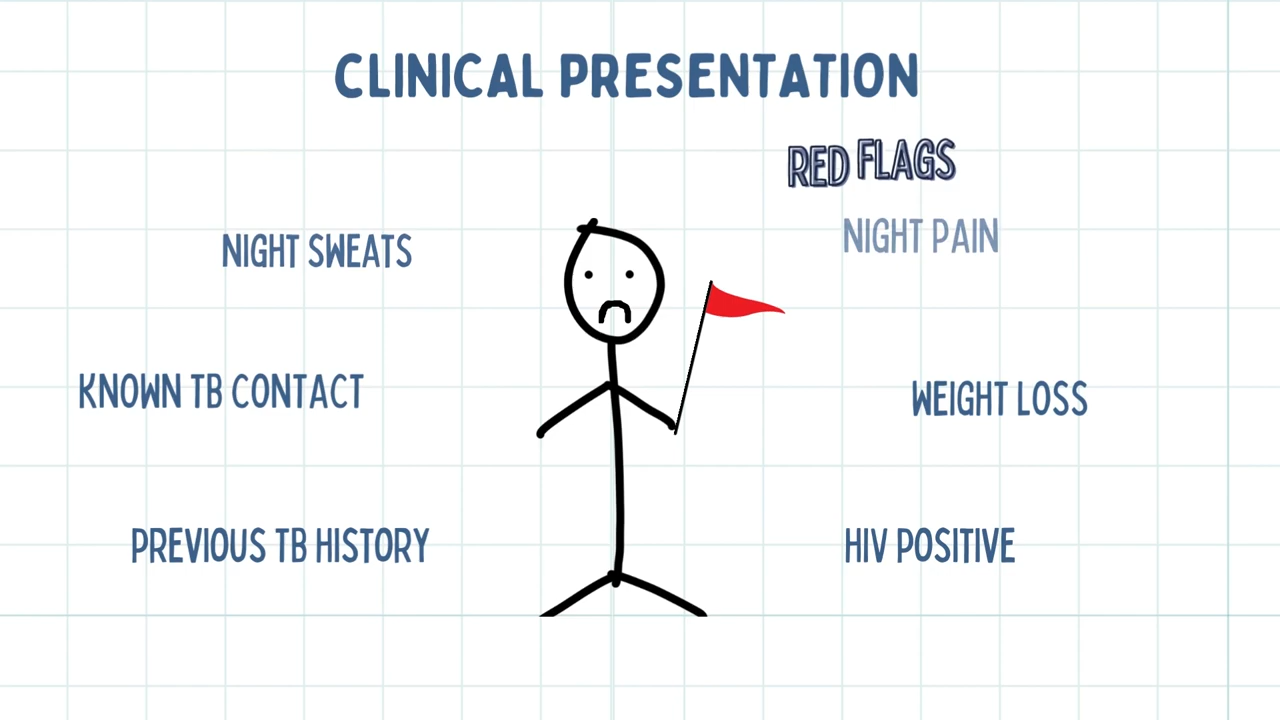 CLINICAL PRESENTATION
RED FLAGS
NIGHT SWEATS
NIGHT PAIN
KNOWN TB CONTACT
WEIGHT LOSS
PREVIOUS TB HISTORY
HIV POSITIVE